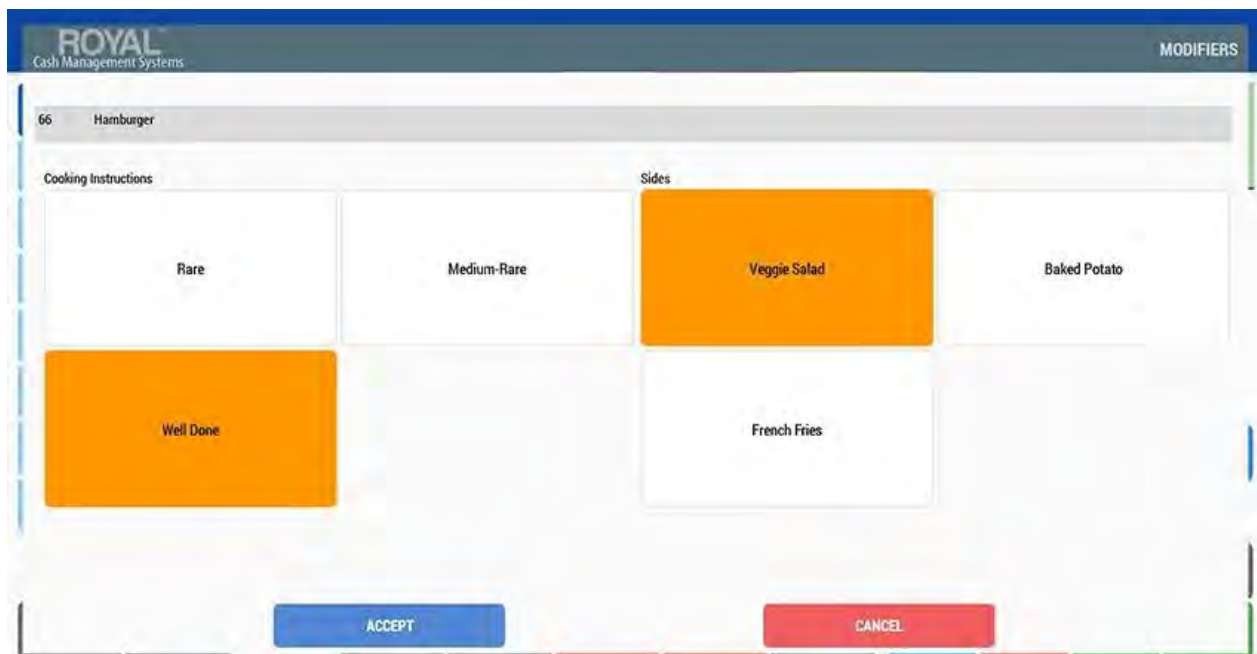 ROYAL
Cash Management Systems
MODIFIERS
66 Hamburger
Cooking Instructions
Sides
Rare
Medium-Rare
Veggie Salad
Baked Potato
Well Done
French Fries
ACCEPT
CANCEL